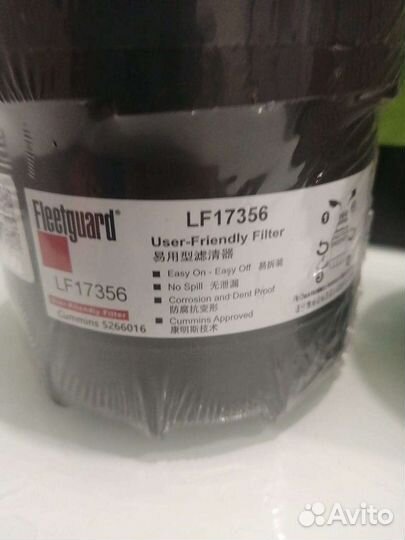 Fleetguard
LF17356
User-Friendly Filter
Cummins 5266016
LF17356
User-Friendly Filter
易用型滤清器
Easy On - Easy Off 易拆装
No Spill 无泄漏
Corrosion and Dent Proof
防腐抗变形
Cummins Approved
康明斯技术
Avito